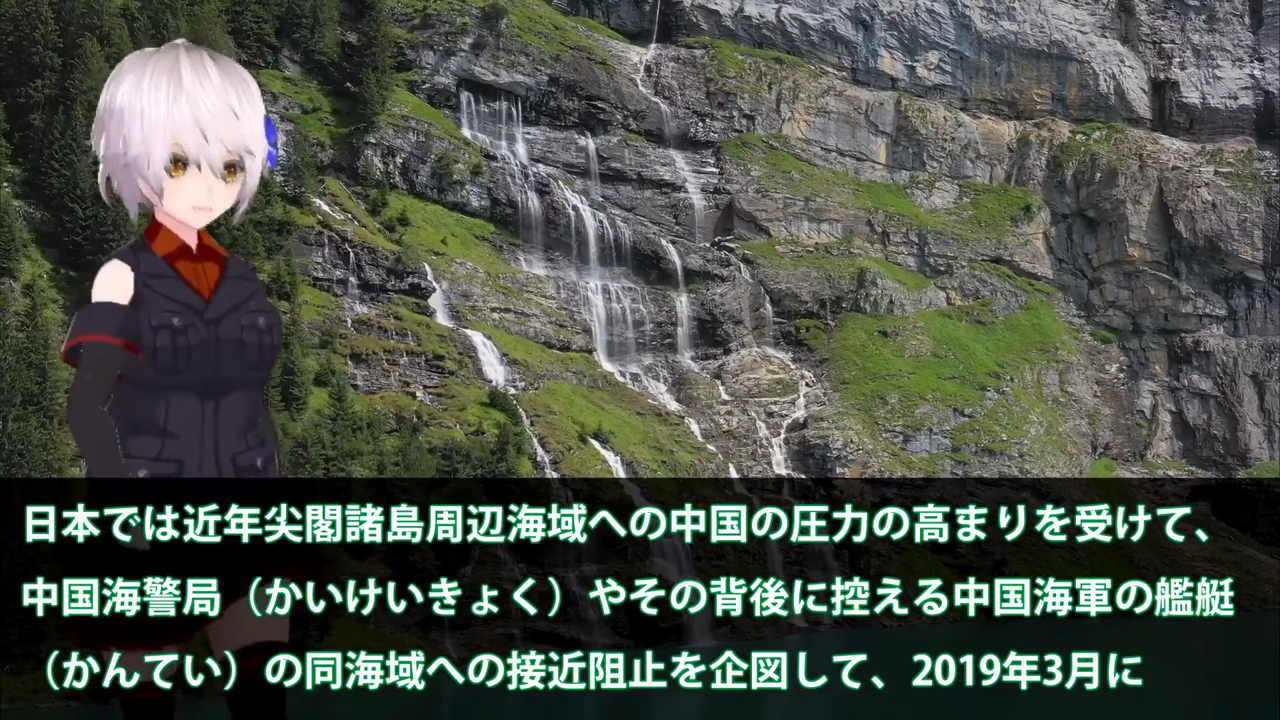 日本では近年尖閣諸島周辺海域への中国の圧力の高まりを受けて、
中国海警局（かいけいきょく）やその背後に控える中国海軍の艦艇
（かんてい）の同海域への接近阻止を企図して、2019年3月に